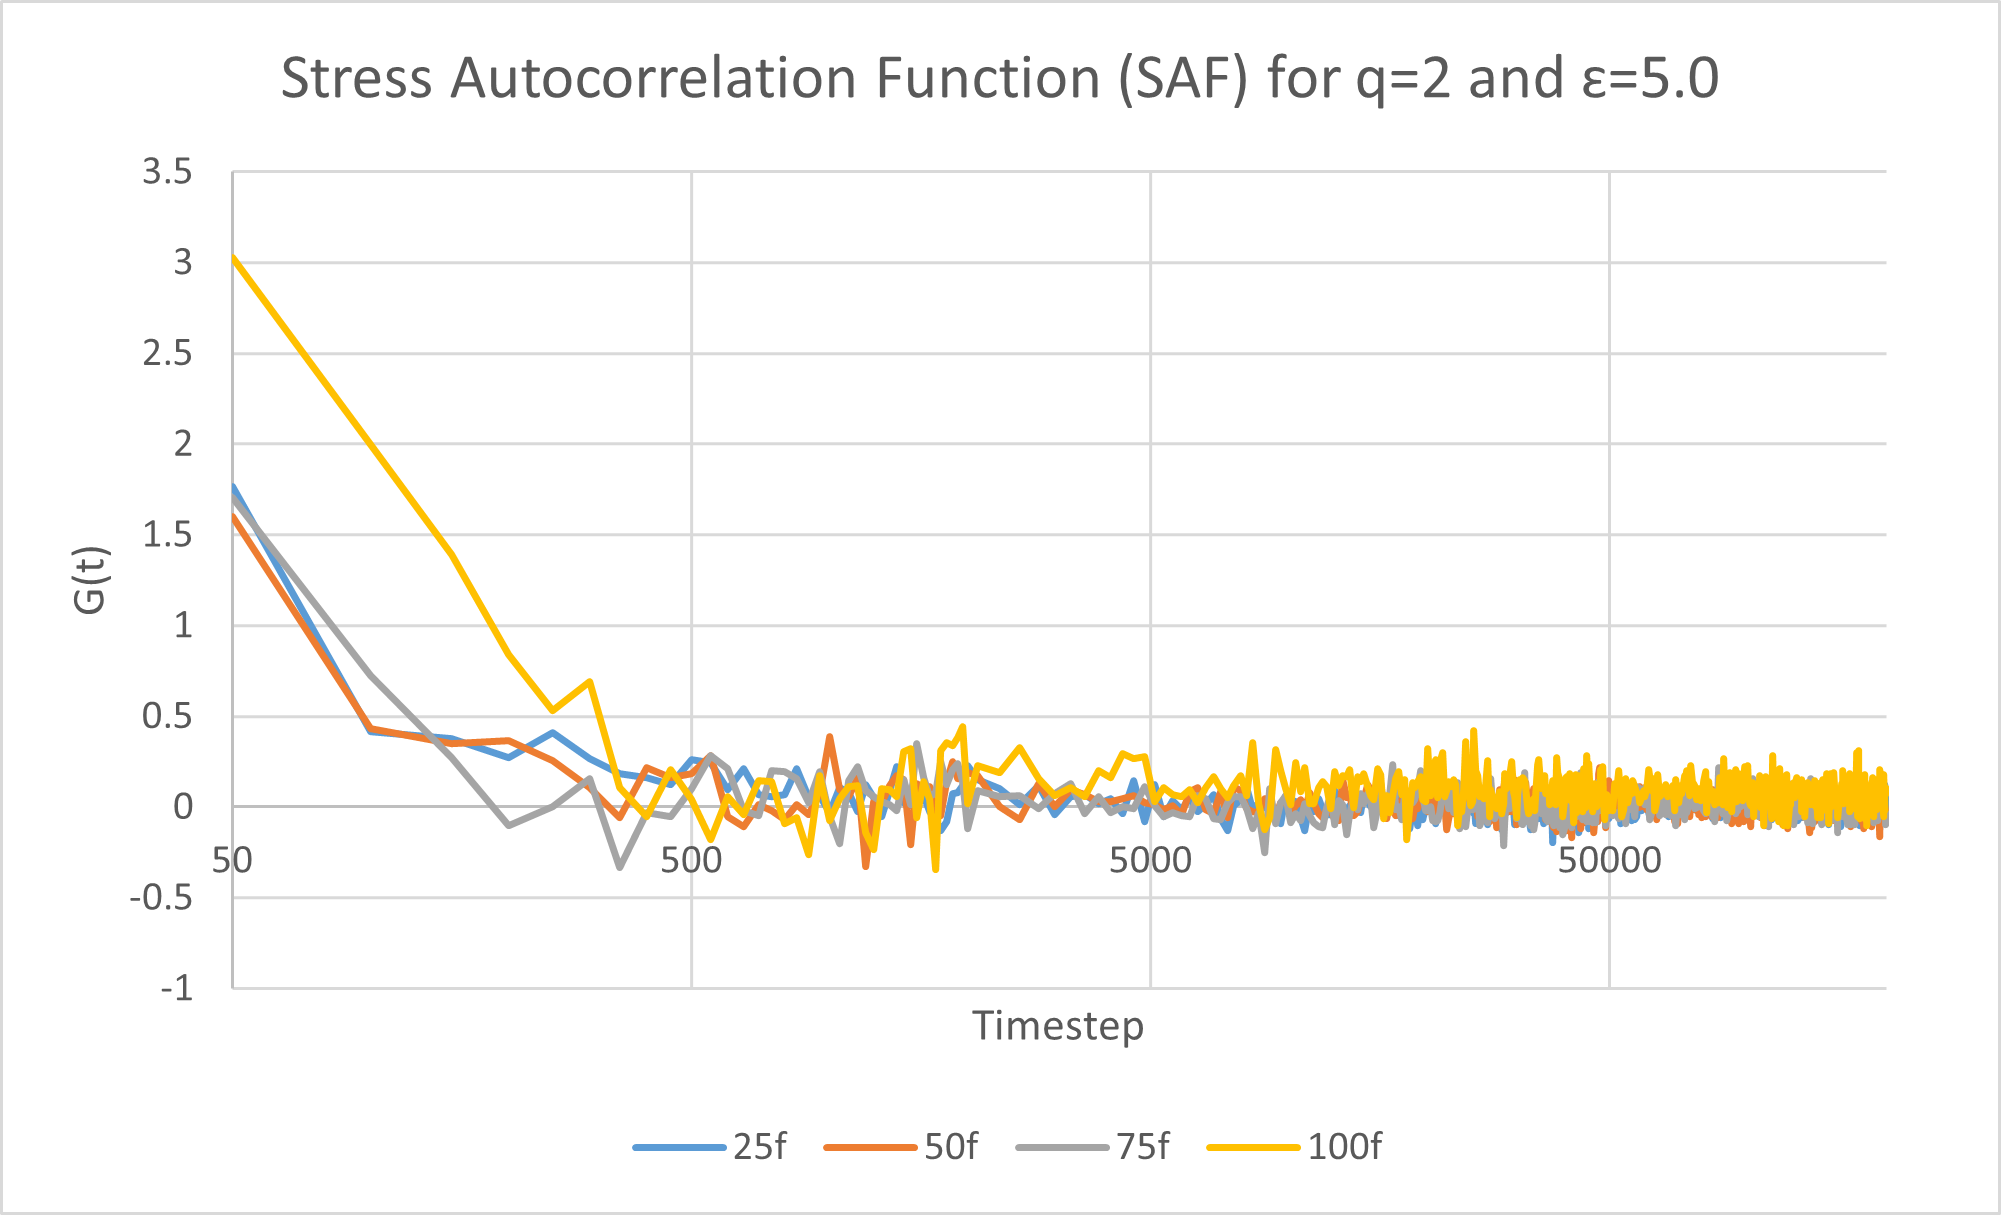 Stress Autocorrelation Function (SAF) for q=2 and ε=5.0
3.5
3
2.5
2
1.5
1
0.5
0
-0.5
-1
G(t)
50
500
5000
50000
Timestep
25f
50f
75f
100f